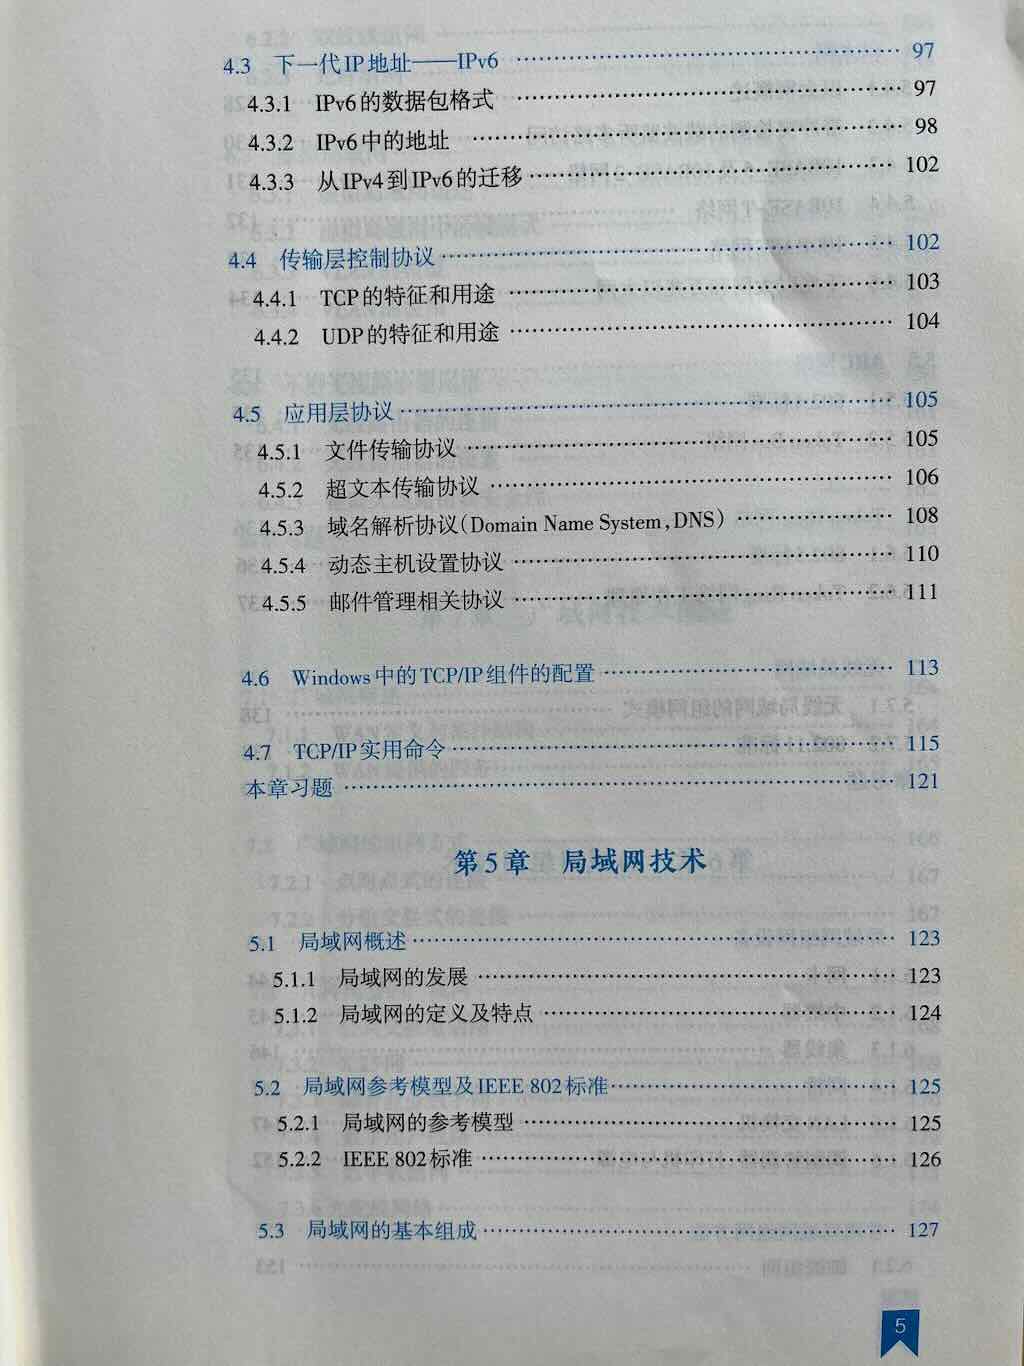 4.3 下一代IP地址——IPv6 ………… 97
4.3.1 IPv6的数据包格式 ………… 97
4.3.2 IPv6中的地址 ………… 98
4.3.3 从IPv4到IPv6的迁移 ………… 102
4.4 传输层控制协议 ………… 102
4.4.1 TCP的特征和用途 ………… 103
4.4.2 UDP的特征和用途 ………… 104
4.5 应用层协议 ………… 105
4.5.1 文件传输协议 ………… 105
4.5.2 超文本传输协议 ………… 106
4.5.3 域名解析协议(Domain Name System,DNS) ………… 108
4.5.4 动态主机设置协议 ………… 110
4.5.5 邮件管理相关协议 ………… 111
4.6 Windows中的TCP/IP组件的配置 ………… 113
4.7 TCP/IP实用命令 ………… 115
本章习题 ………… 121
第5章 局域网技术
5.1 局域网概述 ………… 123
5.1.1 局域网的发展 ………… 123
5.1.2 局域网的定义及特点 ………… 124
5.2 局域网参考模型及IEEE 802标准 ………… 125
5.2.1 局域网的参考模型 ………… 125
5.2.2 IEEE 802标准 ………… 126
5.3 局域网的基本组成 ………… 127
5